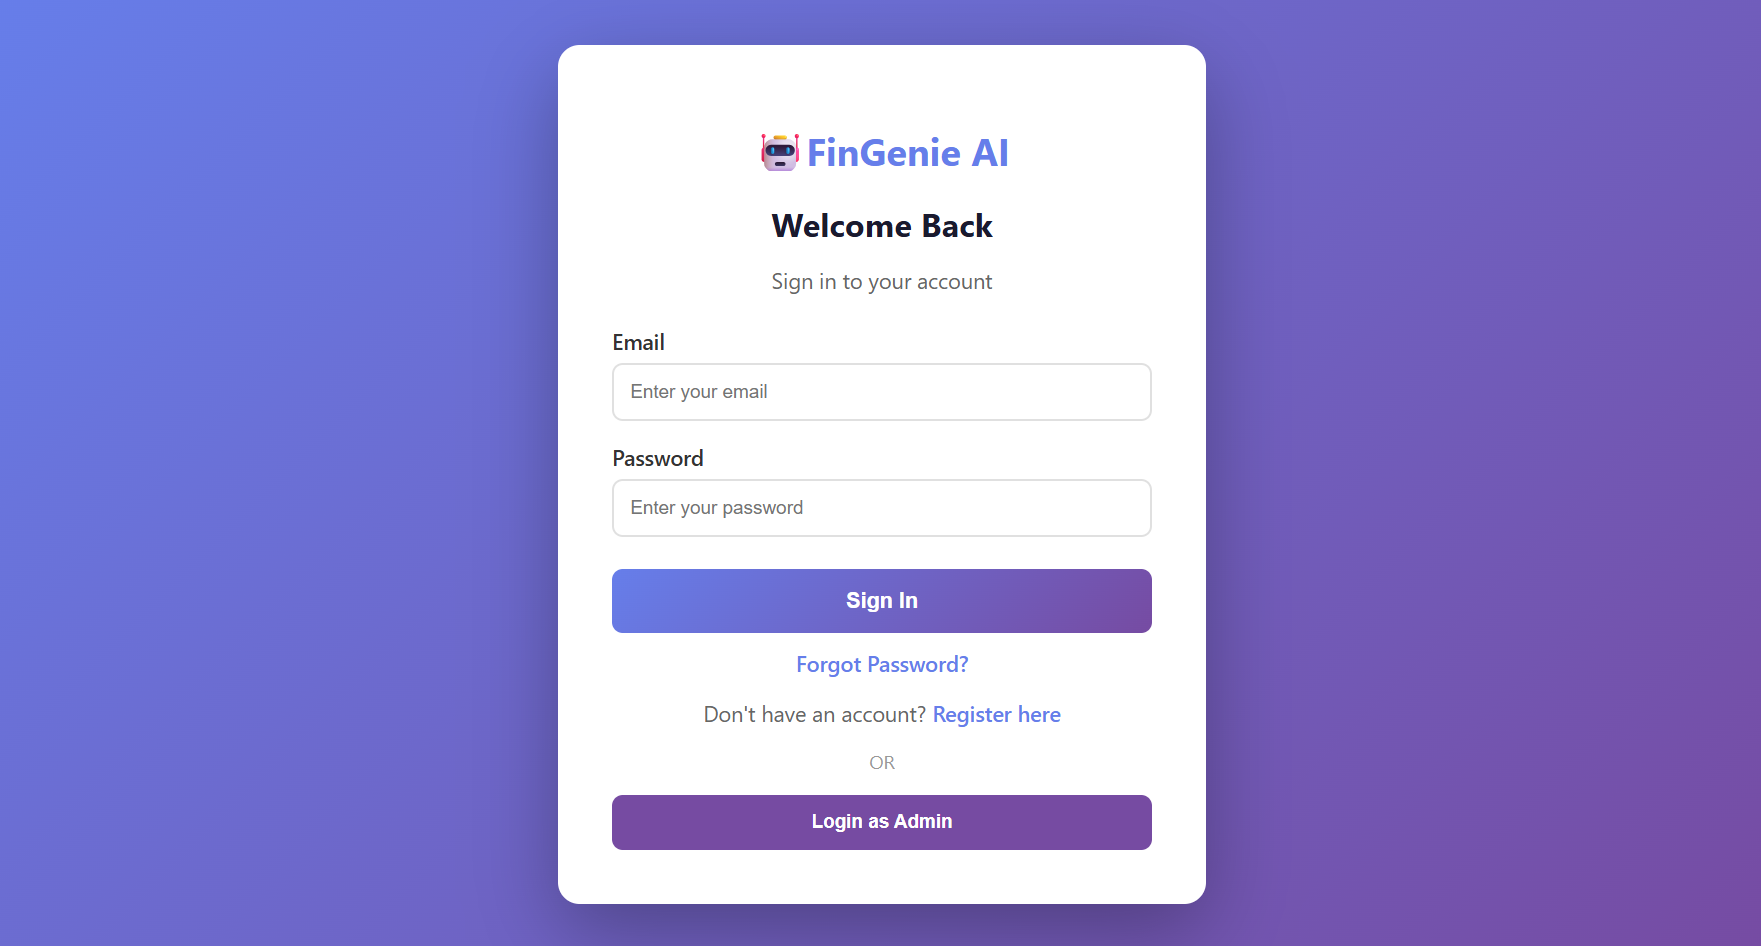 FinGenie AI
Welcome Back
Sign in to your account
Email
Enter your email
Password
Enter your password
Sign In
Forgot Password?
Don't have an account? Register here
OR
Login as Admin